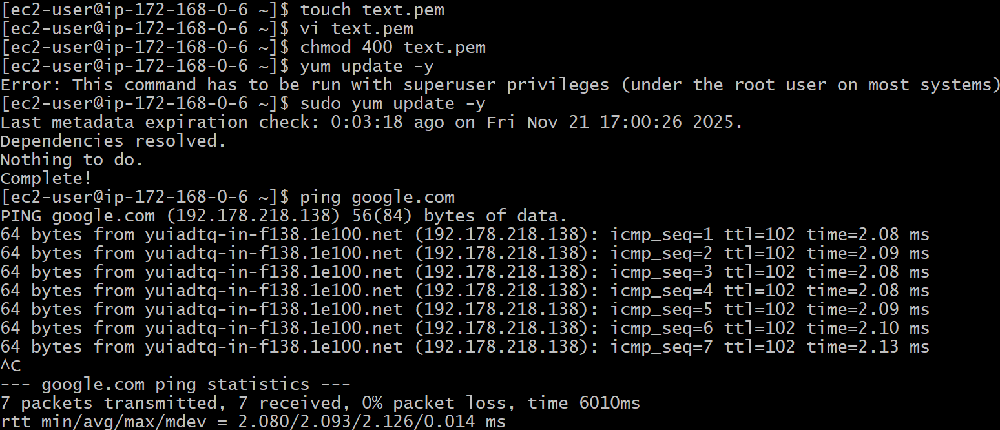 [ec2-user@ip-172-168-0-6 ~]$ touch text.pem
[ec2-user@ip-172-168-0-6 ~]$ vi text.pem
[ec2-user@ip-172-168-0-6 ~]$ chmod 400 text.pem
[ec2-user@ip-172-168-0-6 ~]$ yum update -y
Error: This command has to be run with superuser privileges (under the root user on most systems)
[ec2-user@ip-172-168-0-6 ~]$ sudo yum update -y
Last metadata expiration check: 0:03:18 ago on Fri Nov 21 17:00:26 2025.
Dependencies resolved.
Nothing to do.
Complete!
[ec2-user@ip-172-168-0-6 ~]$ ping google.com
PING google.com (192.178.218.138) 56(84) bytes of data.
64 bytes from yuiadtq-in-f138.1e100.net (192.178.218.138): icmp_seq=1 ttl=102 time=2.08 ms
64 bytes from yuiadtq-in-f138.1e100.net (192.178.218.138): icmp_seq=2 ttl=102 time=2.09 ms
64 bytes from yuiadtq-in-f138.1e100.net (192.178.218.138): icmp_seq=3 ttl=102 time=2.08 ms
64 bytes from yuiadtq-in-f138.1e100.net (192.178.218.138): icmp_seq=4 ttl=102 time=2.08 ms
64 bytes from yuiadtq-in-f138.1e100.net (192.178.218.138): icmp_seq=5 ttl=102 time=2.09 ms
64 bytes from yuiadtq-in-f138.1e100.net (192.178.218.138): icmp_seq=6 ttl=102 time=2.10 ms
64 bytes from yuiadtq-in-f138.1e100.net (192.178.218.138): icmp_seq=7 ttl=102 time=2.13 ms
^C
--- google.com ping statistics ---
7 packets transmitted, 7 received, 0% packet loss, time 6010ms
rtt min/avg/max/mdev = 2.080/2.093/2.126/0.014 ms